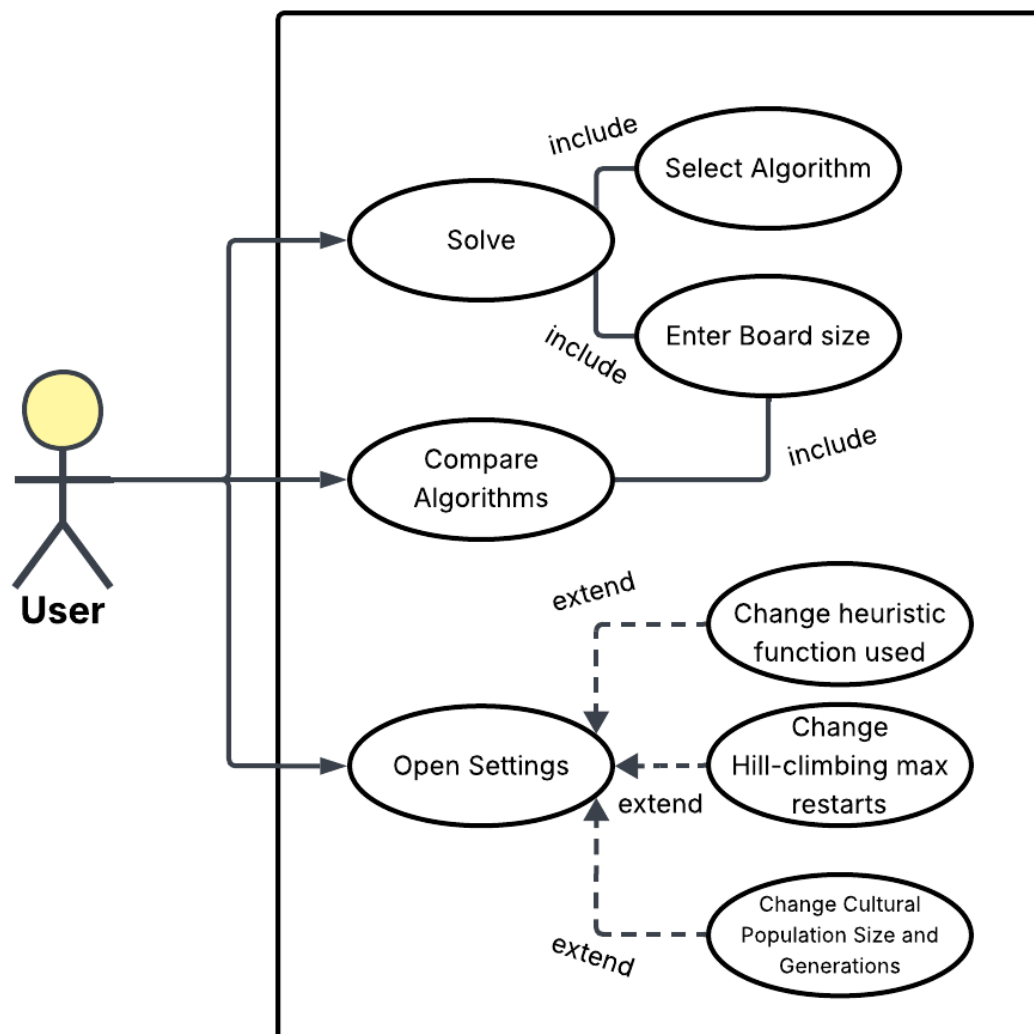 include
Select Algorithm
Solve
include
Enter Board size
Compare
Algorithms
include
User
extend
Change heuristic
function used
Open Settings
extend
Change
Hill-climbing max
restarts
extend
Change Cultural
Population Size and
Generations